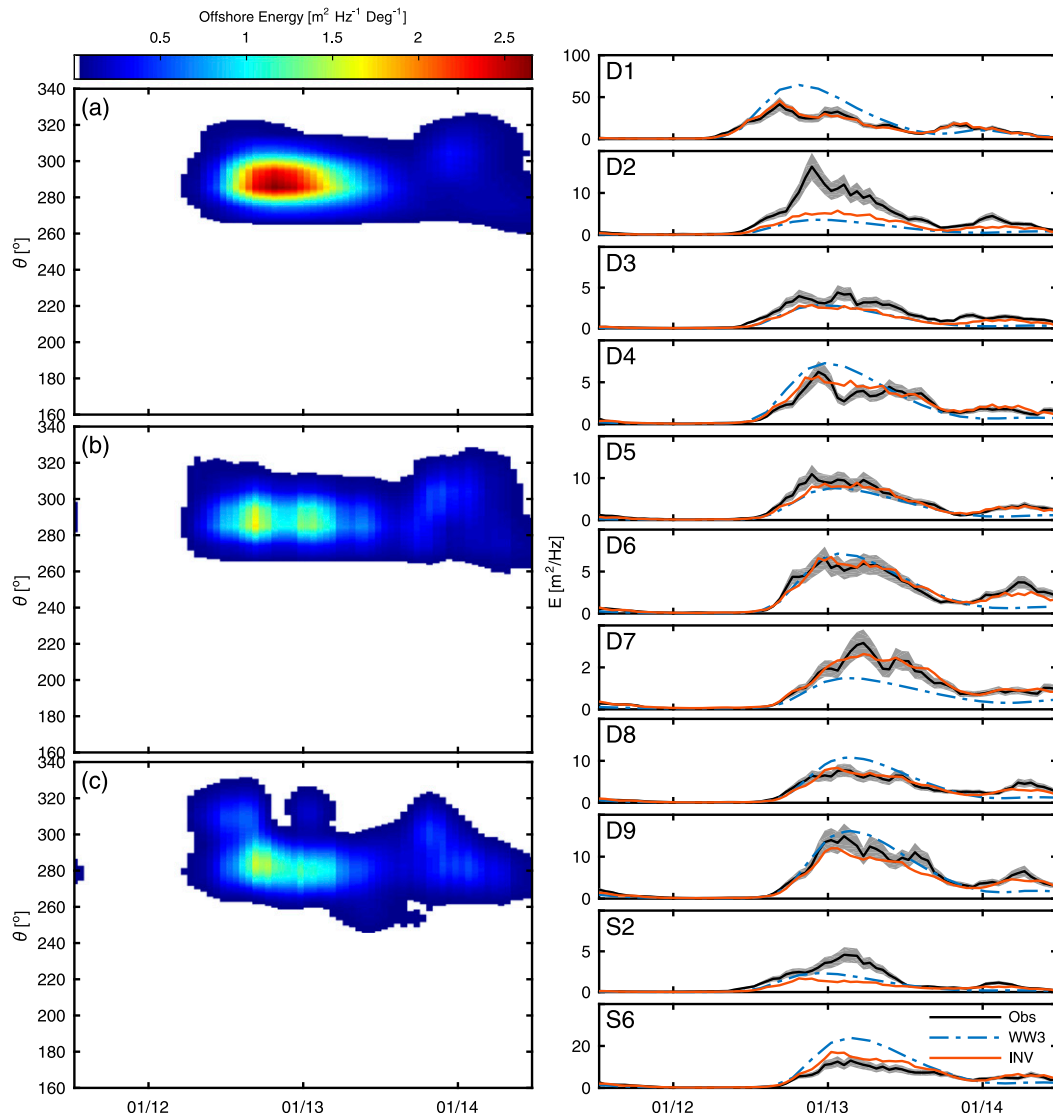 Offshore Energy [m² Hz⁻¹ Deg⁻¹]
0.5 1 1.5 2 2.5
(a)
340
320
300
280
260
240
220
200
180
160
θ [°]
(b)
340
320
300
280
260
240
220
200
180
160
θ [°]
(c)
340
320
300
280
260
240
220
200
180
160
θ [°]
01/12 01/13 01/14
D1
100
50
0
D2
10
0
D3
5
0
D4
5
0
D5
10
0
D6
5
0
E [m²/Hz]
D7
2
0
D8
10
0
D9
10
0
S2
5
0
S6
20
0
Obs
WW3
INV
01/12 01/13 01/14